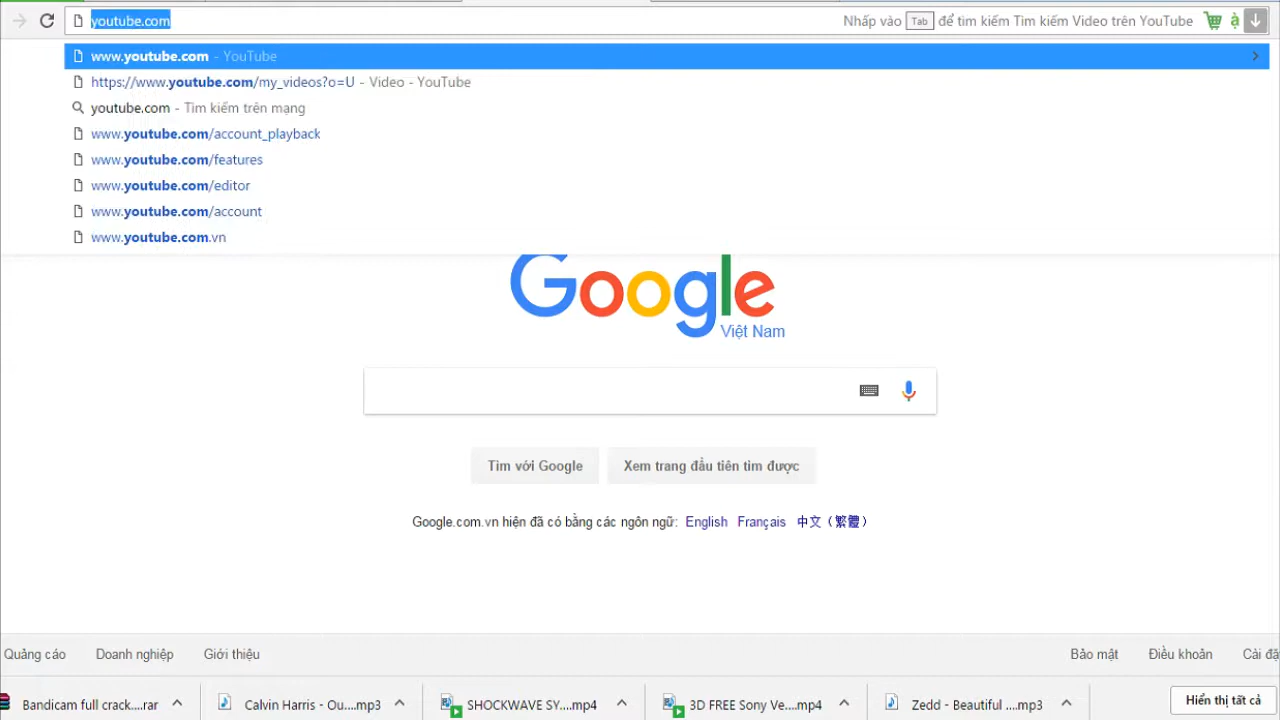 youtube.com Nhấp vào Tab để tìm kiếm Tìm kiếm Video trên YouTube à
www.youtube.com - YouTube
https://www.youtube.com/my_videos?o=U - Video - YouTube
youtube.com - Tìm kiếm trên mạng
www.youtube.com/account_playback
www.youtube.com/features
www.youtube.com/editor
www.youtube.com/account
www.youtube.com.vn
Google
Việt Nam
Tìm với Google Xem trang đầu tiên tìm được
Google.com.vn hiện đã có bằng các ngôn ngữ: English Français 中文（繁體）
Quảng cáo Doanh nghiệp Giới thiệu Bảo mật Điều khoản Cài đặ
Bandicam full crack....rar Calvin Harris - Ou....mp3 SHOCKWAVE SY....mp4 3D FREE Sony Ve....mp4 Zedd - Beautiful ....mp3 Hiển thị tất cả